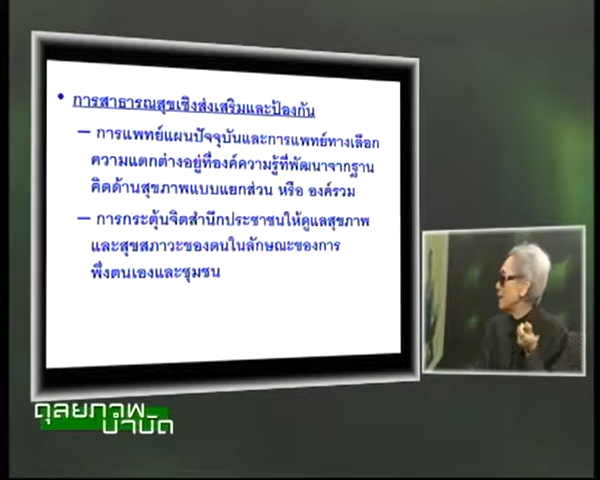 • การสาธารณสุขเชิงส่งเสริมและป้องกัน
– การแพทย์แผนปัจจุบันและการแพทย์ทางเลือก
ความแตกต่างอยู่ที่องค์ความรู้ที่พัฒนาจากฐาน
คิดด้านสุขภาพแบบแยกส่วน หรือ องค์รวม
– การกระตุ้นจิตสำนึกประชาชนให้ดูแลสุขภาพ
และสุขสภาวะของตนในลักษณะของการ
พึ่งตนเองและชุมชน
ดุลยภาพ
บำบัด